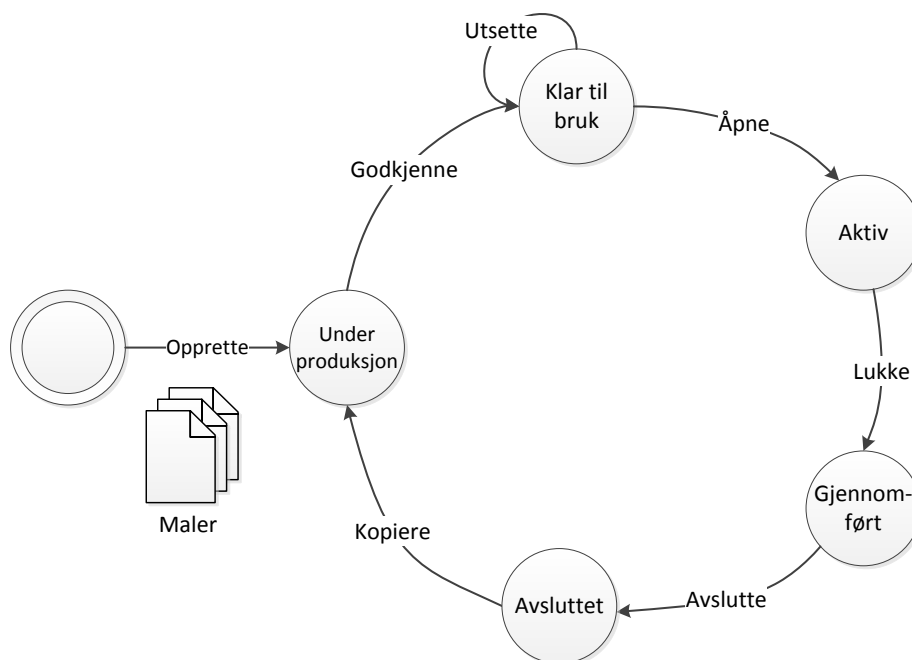 Utsette
Klar til
bruk
Åpne
Godkjenne
Aktiv
Opprette
Under
produksjon
Lukke
Maler
Gjennom-
ført
Kopiere
Avsluttet
Avslutte